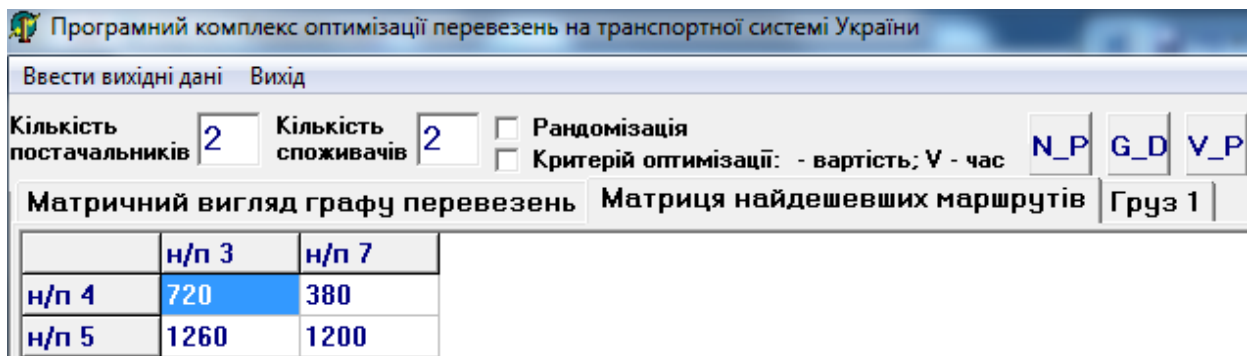 Програмний комплекс оптимізації перевезень на транспортної системі України
Ввести вихідні дані Вихід
Кількість постачальників 2 Кількість споживачів 2 Рандомізація
Критерій оптимізації: - вартість; V - час N_P G_D V_P
Матричний вигляд графу перевезень Матриця найдешевших маршрутів Груз 1
н/п 3 н/п 7
н/п 4 720 380
н/п 5 1260 1200